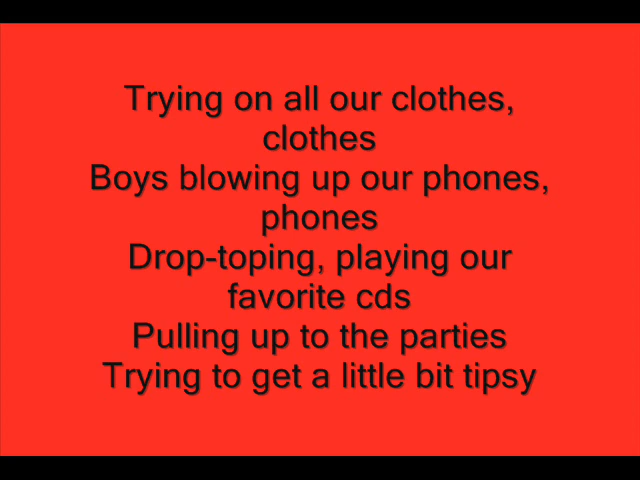 Trying on all our clothes,
clothes
Boys blowing up our phones,
phones
Drop-toping, playing our
favorite cds
Pulling up to the parties
Trying to get a little bit tipsy